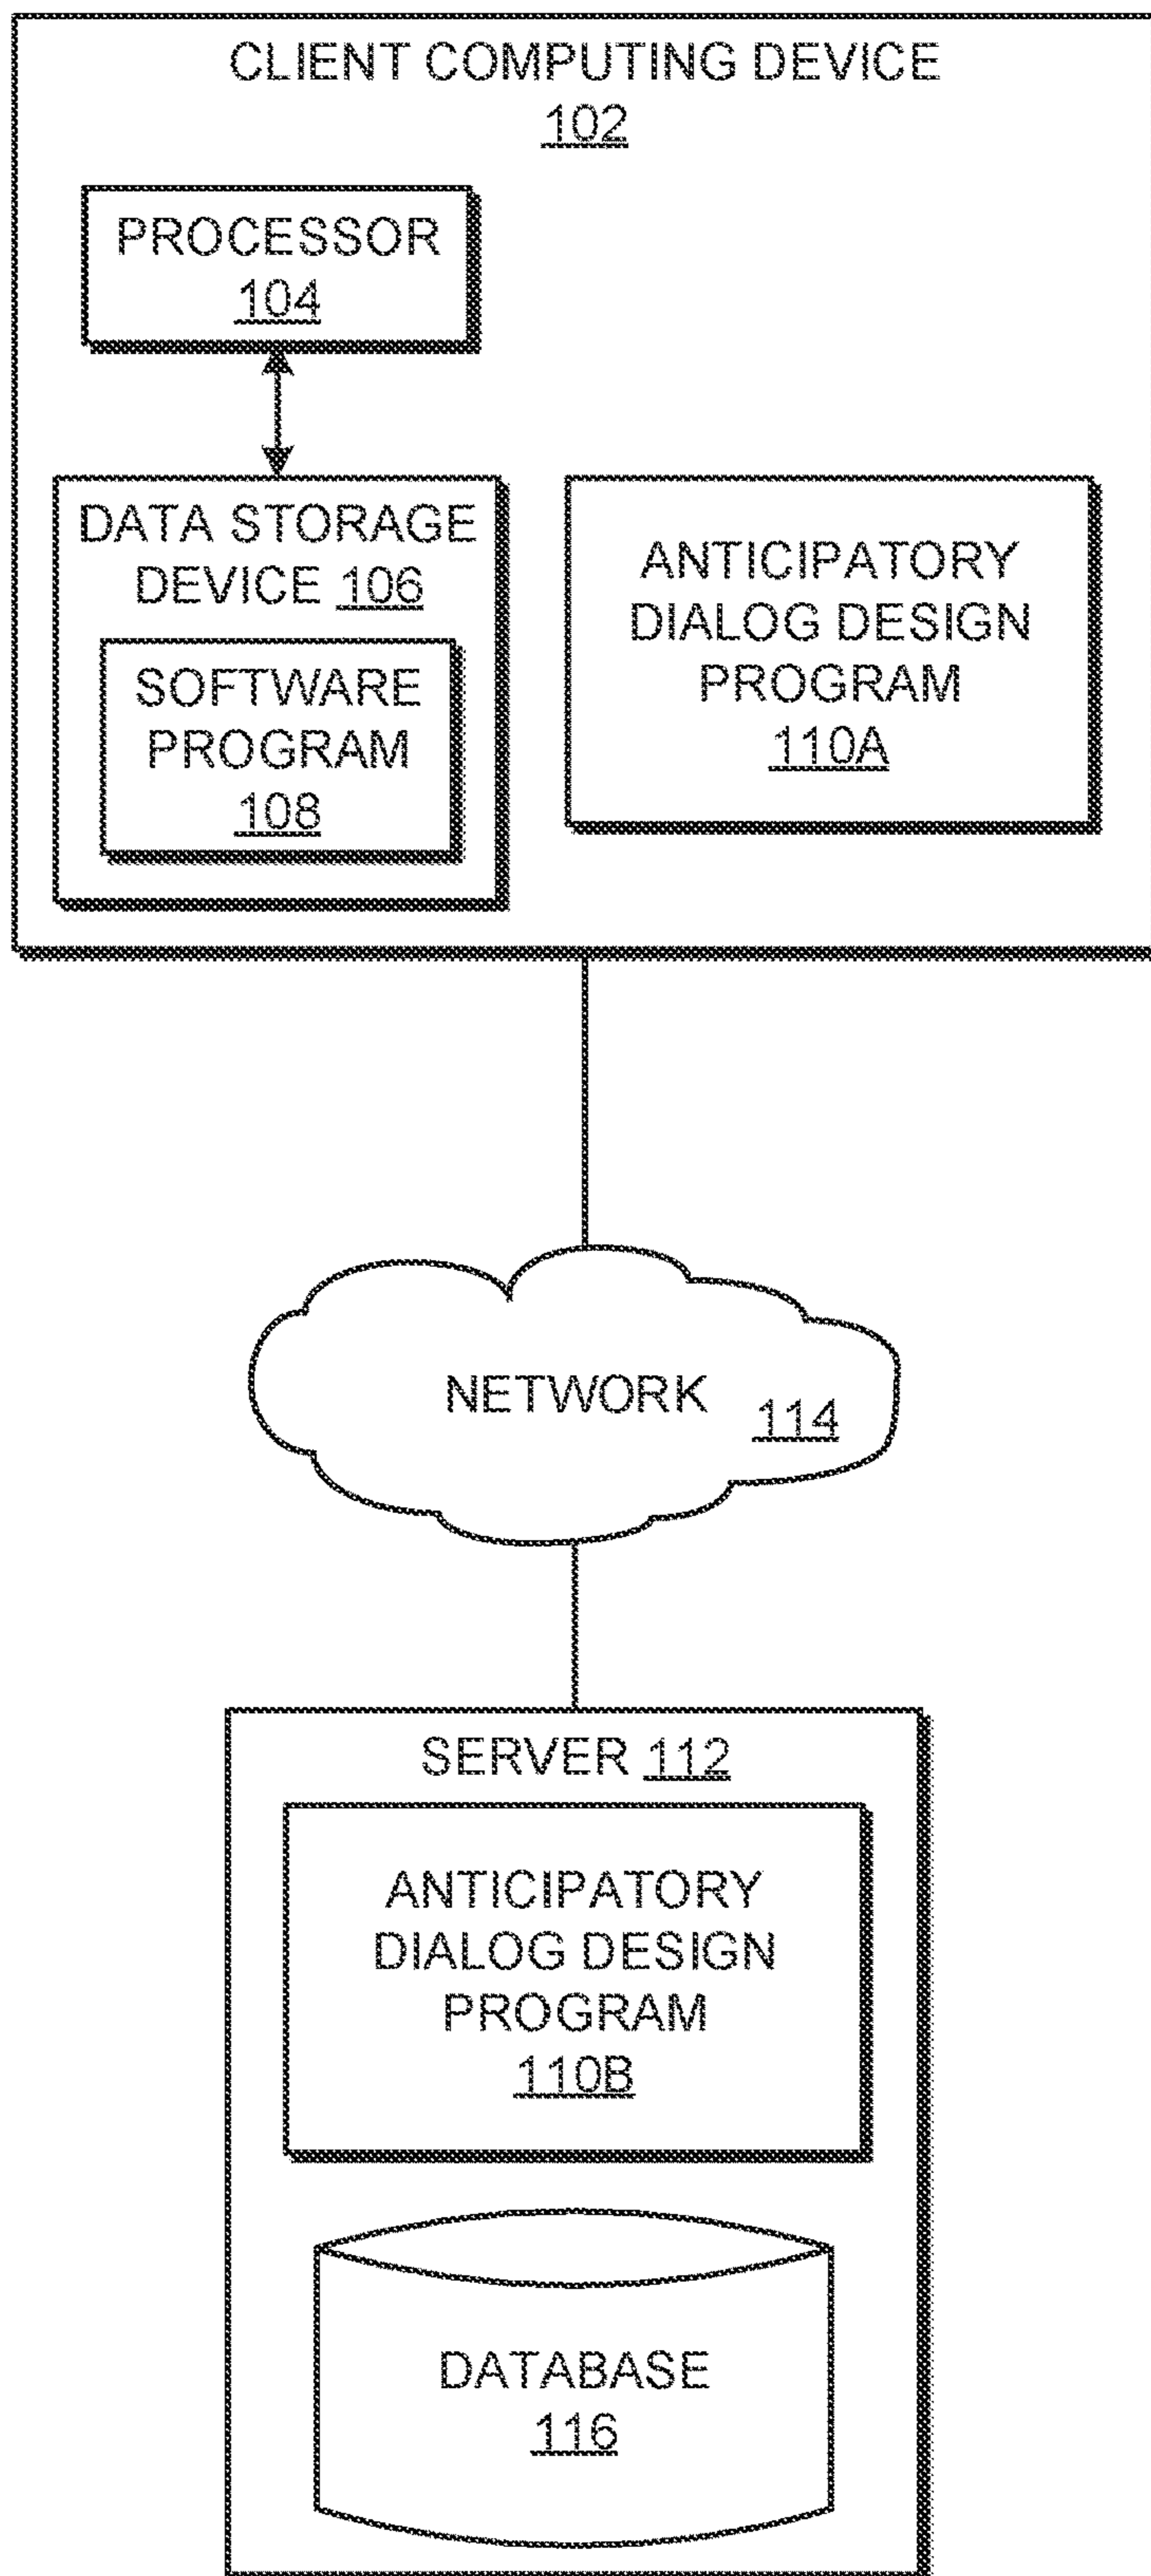 CLIENT COMPUTING DEVICE
102
PROCESSOR
104
DATA STORAGE
DEVICE 106
SOFTWARE
PROGRAM
108
ANTICIPATORY
DIALOG DESIGN
PROGRAM
110A
NETWORK 114
SERVER 112
ANTICIPATORY
DIALOG DESIGN
PROGRAM
110B
DATABASE
116